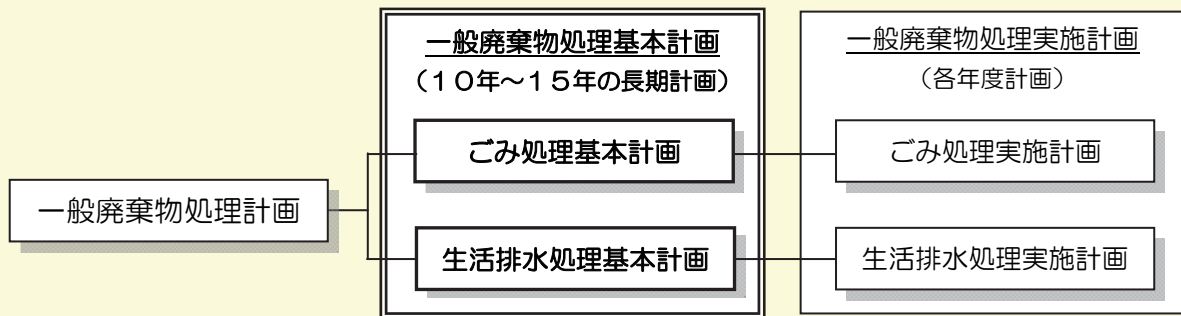 一般廃棄物処理計画
一般廃棄物処理基本計画
（１０年～１５年の長期計画）
ごみ処理基本計画
生活排水処理基本計画
一般廃棄物処理実施計画
（各年度計画）
ごみ処理実施計画
生活排水処理実施計画